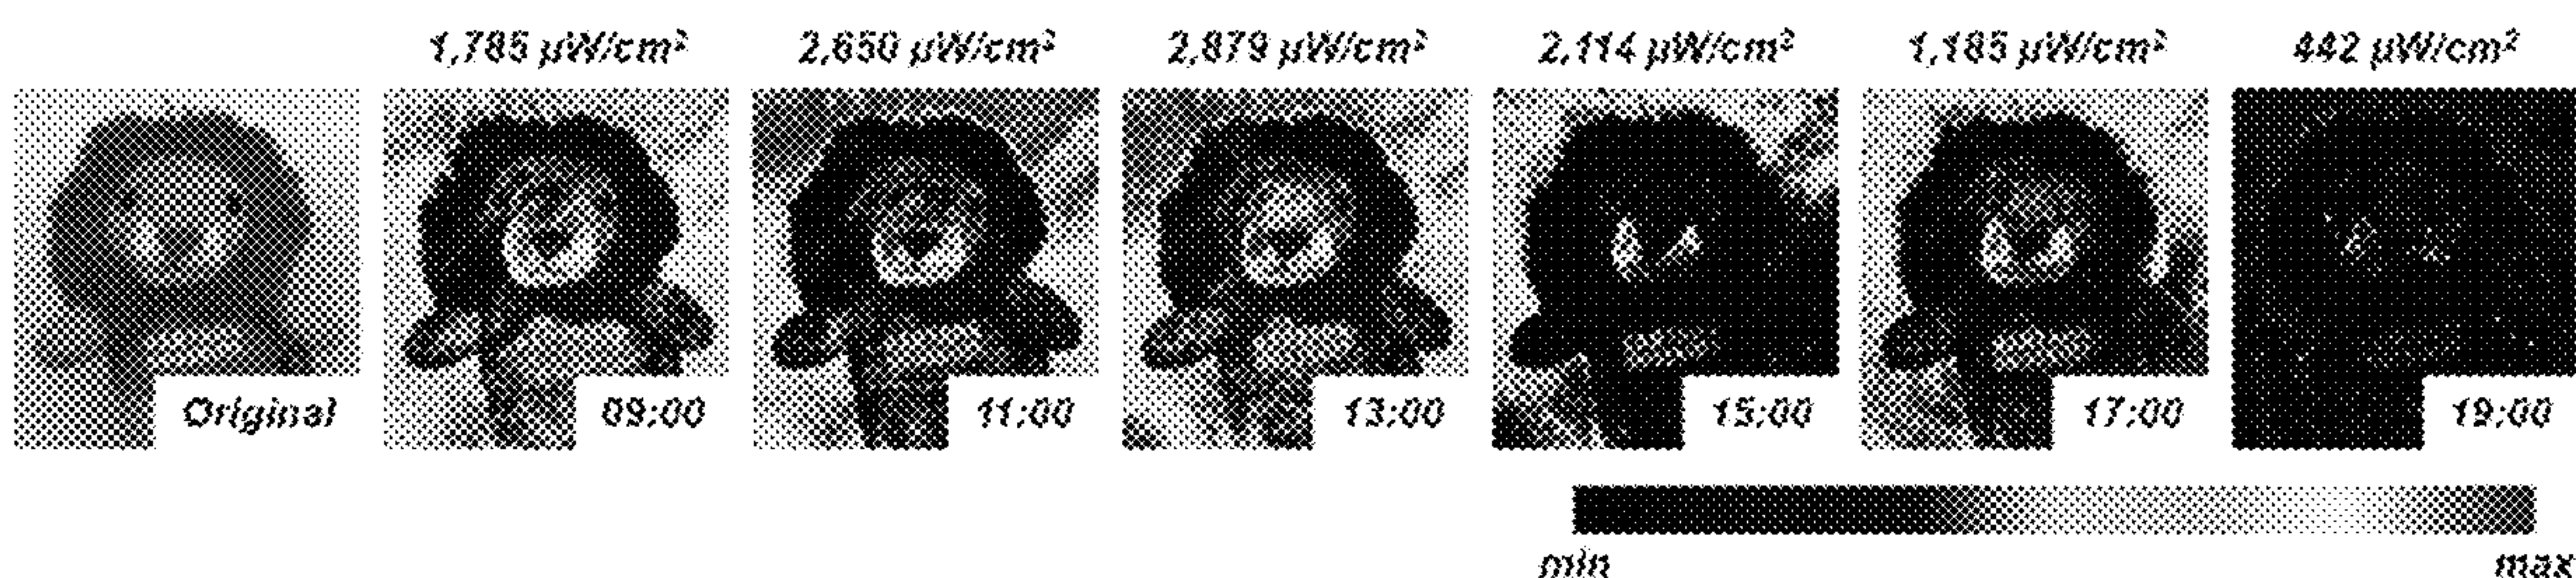 1,785 µW/cm²
2,650 µW/cm²
2,879 µW/cm²
2,114 µW/cm²
1,185 µW/cm²
442 µW/cm²
Original
09:00
11:00
13:00
15:00
17:00
19:00
min
max